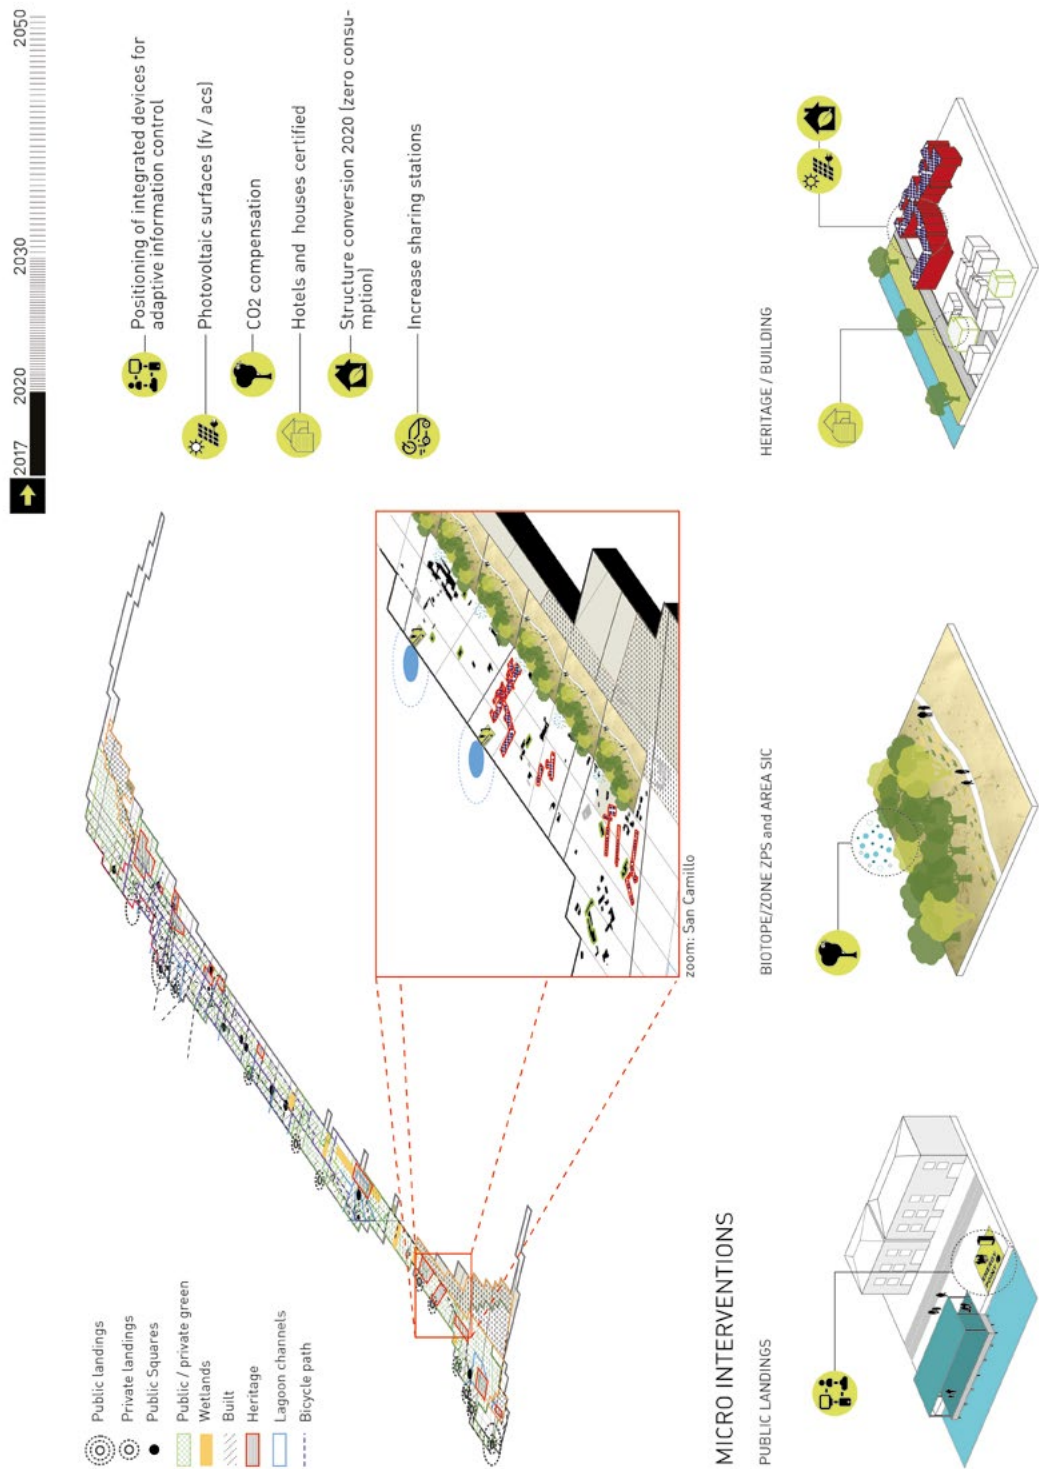 2017 2020 2030 2050
Public landings
Private landings
Public Squares
Public / private green
Wetlands
Built
Heritage
Lagoon channels
Bicycle path
Positioning of integrated devices for
adaptive information control
Photovoltaic surfaces (fv / acs)
CO2 compensation
Hotels and houses certified
Structure conversion 2020 (zero consu-
mption)
Increase sharing stations
zoom: San Camillo
MICRO INTERVENTIONS
PUBLIC LANDINGS
BIOTOPE/ZONE ZPS and AREA SIC
HERITAGE / BUILDING